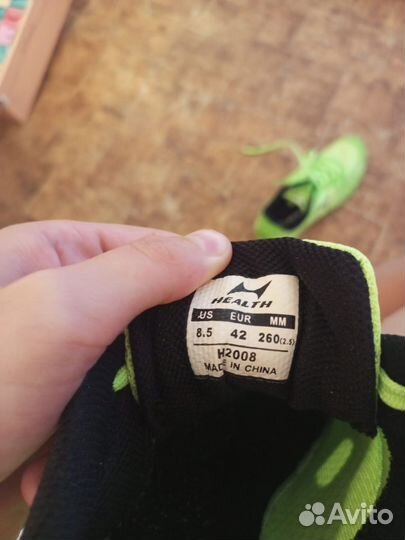 HEALTH
US EUR MM
8.5 42 260(2.5)
H2008
MADE IN CHINA
Avito